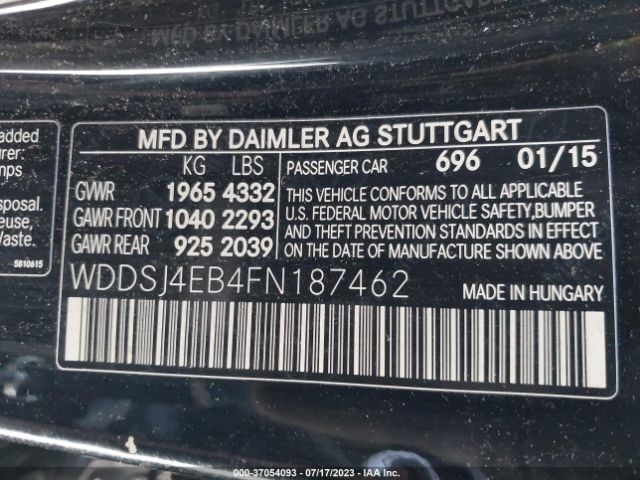 MFD BY DAIMLER AG STUTTGART
KG LBS
GVWR 1965 4332
GAWR FRONT 1040 2293
GAWR REAR 925 2039
PASSENGER CAR 696 01/15
THIS VEHICLE CONFORMS TO ALL APPLICABLE
U.S. FEDERAL MOTOR VEHICLE SAFETY,BUMPER
AND THEFT PREVENTION STANDARDS IN EFFECT
ON DATE OF MANUFACTURE SHOWN ABOVE
WDDSJ4EB4FN187462
MADE IN HUNGARY
added
urer:
mps
sposal.
euse,
Waste.
5810615
000-37054093 - 07/17/2023 - IAA Inc.